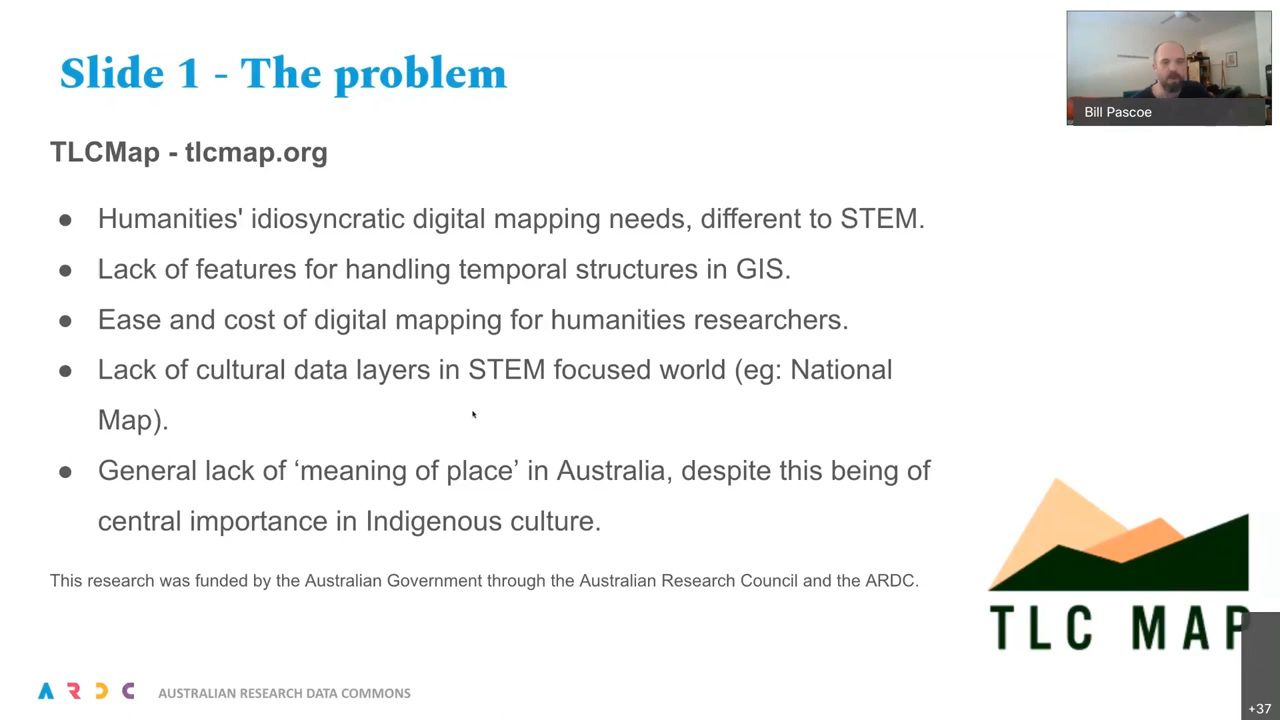 Slide 1 - The problem
Bill Pascoe
TLCMap - tlcmap.org
● Humanities' idiosyncratic digital mapping needs, different to STEM.
● Lack of features for handling temporal structures in GIS.
● Ease and cost of digital mapping for humanities researchers.
● Lack of cultural data layers in STEM focused world (eg: National
Map).
● General lack of ‘meaning of place’ in Australia, despite this being of
central importance in Indigenous culture.
This research was funded by the Australian Government through the Australian Research Council and the ARDC.
TLC MAP
ARDC AUSTRALIAN RESEARCH DATA COMMONS
+37